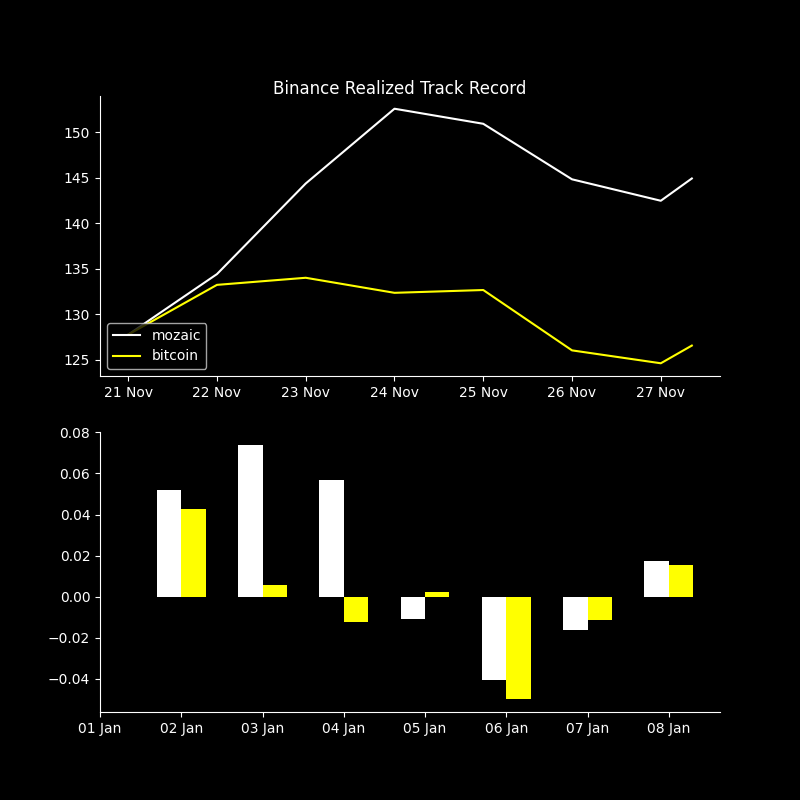 Binance Realized Track Record
150
145
140
135
130
125
mozaic
bitcoin
21 Nov 22 Nov 23 Nov 24 Nov 25 Nov 26 Nov 27 Nov
0.08
0.06
0.04
0.02
0.00
−0.02
−0.04
01 Jan 02 Jan 03 Jan 04 Jan 05 Jan 06 Jan 07 Jan 08 Jan